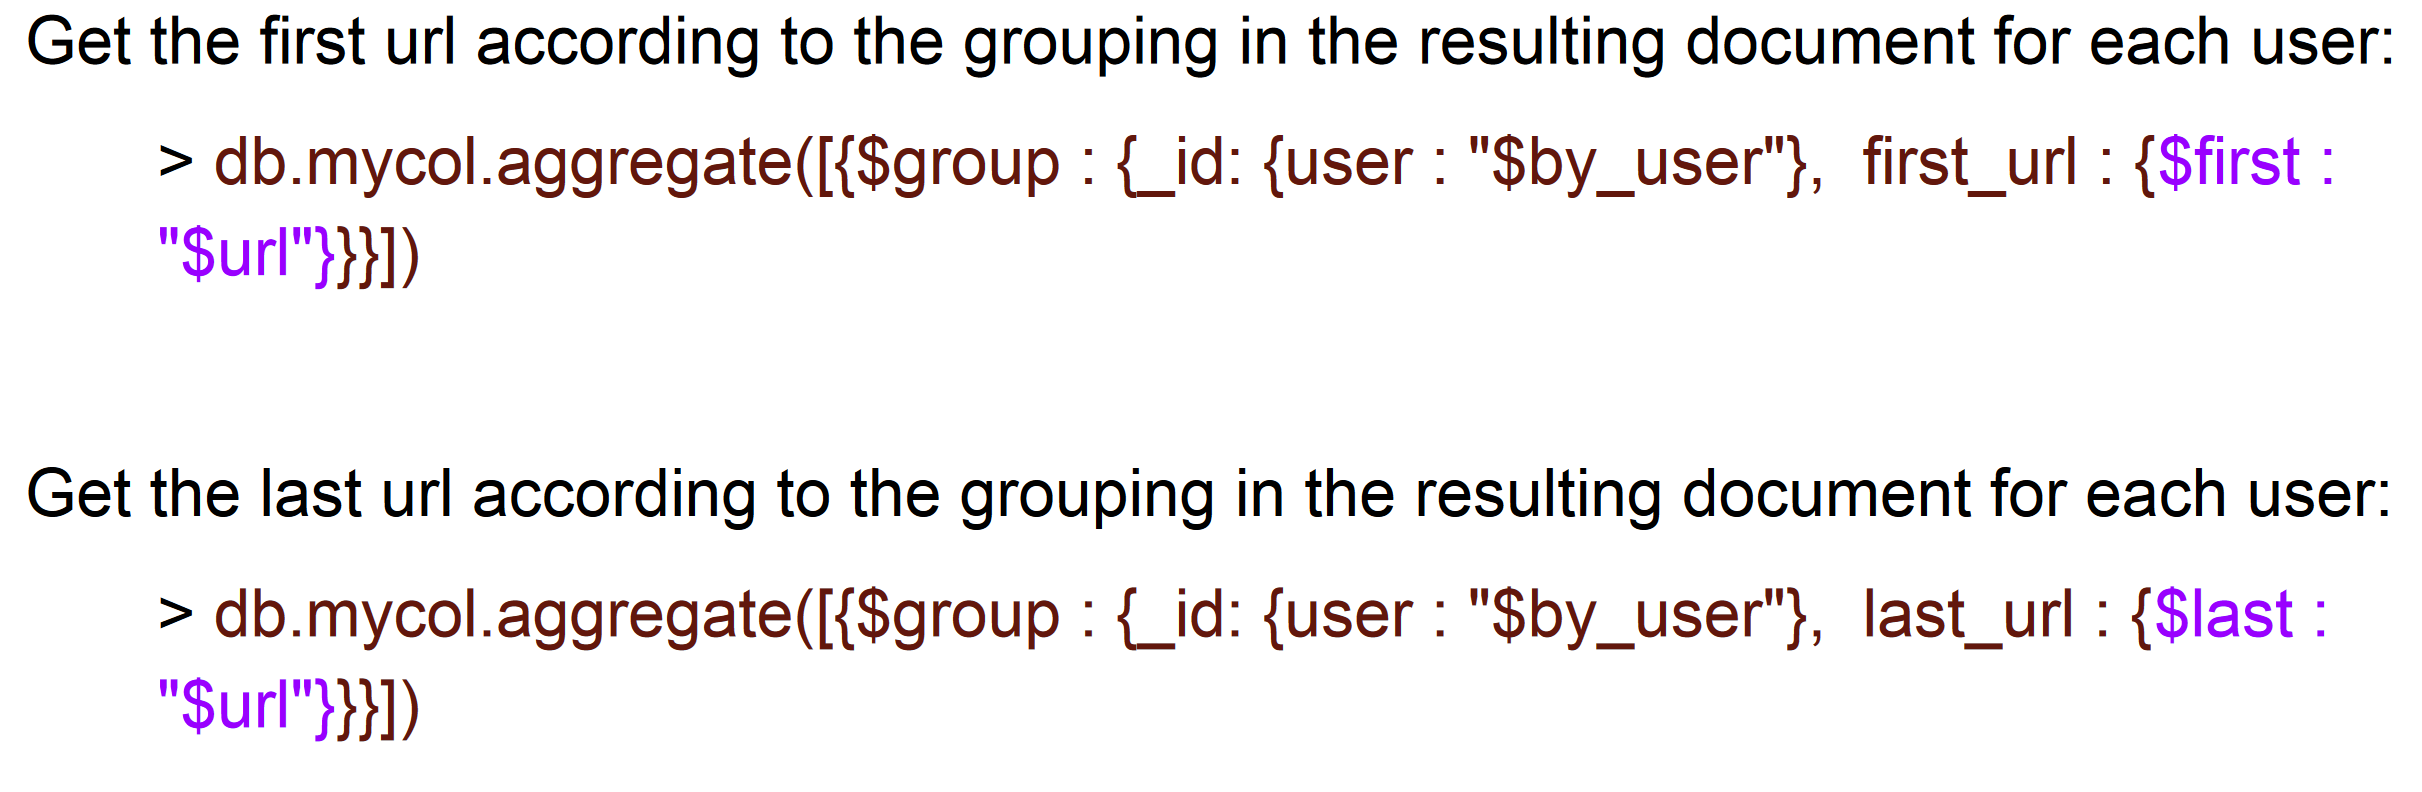 Get the first url according to the grouping in the resulting document for each user:
> db.mycol.aggregate([{$group : {_id: {user : "$by_user"},  first_url : {$first :
"$url"}}}])
Get the last url according to the grouping in the resulting document for each user:
> db.mycol.aggregate([{$group : {_id: {user : "$by_user"},  last_url : {$last :
"$url"}}}])